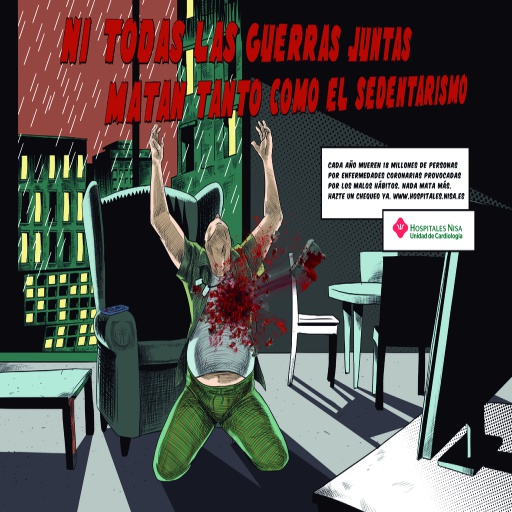 NI TODAS LAS GUERRAS JUNTAS
MATAN TANTO COMO EL SEDENTARISMO
CADA AÑO MUEREN 18 MILLONES DE PERSONAS
POR ENFERMEDADES CORONARIAS PROVOCADAS
POR LOS MALOS HÁBITOS. NADA MATA MÁS.
HAZTE UN CHEQUEO YA. WWW.HOSPITALES.NISA.ES
HOSPITALES NISA
Unidad de Cardiología